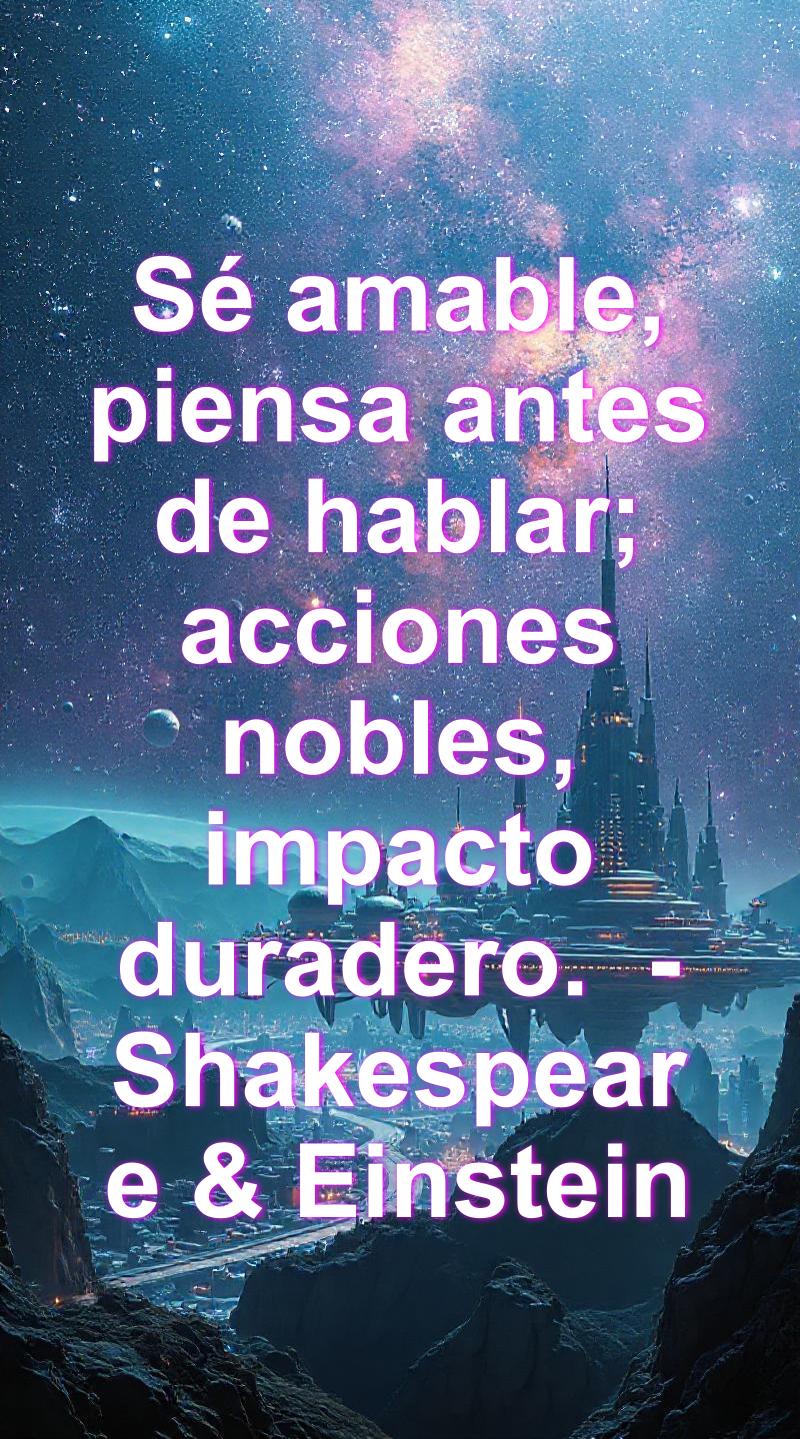 Sé amable,
piensa antes
de hablar;
acciones
nobles,
impacto
duradero.  -
Shakespear
e & Einstein